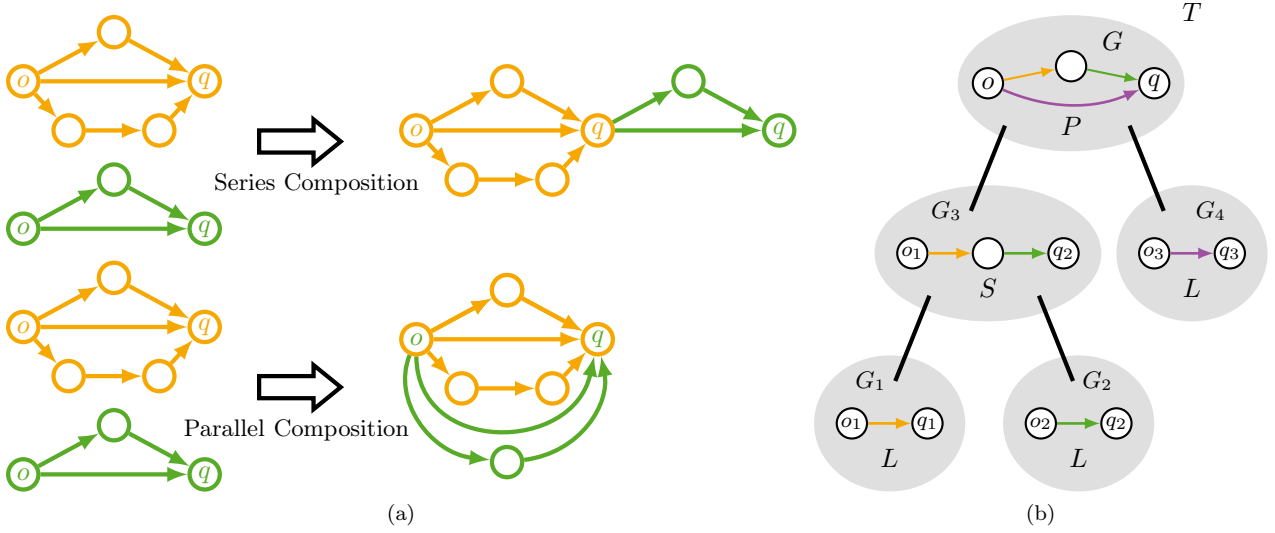 o q
o q
Series Composition
o q q
o q
o q
Parallel Composition
o q
(a)
T
G
o q
P
G3
o1 q2
S
G4
o3 q3
L
G1
o1 q1
L
G2
o2 q2
L
(b)